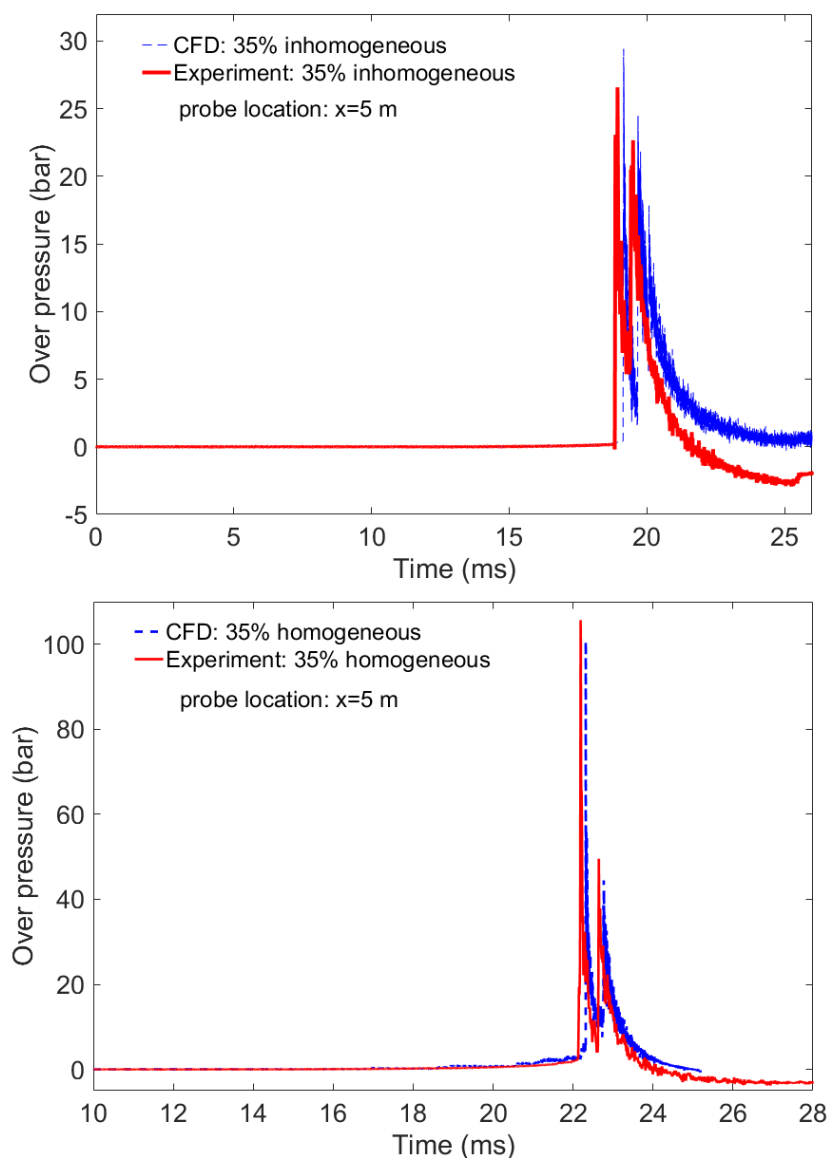 CFD: 35% inhomogeneous
Experiment: 35% inhomogeneous
probe location: x=5 m
Over pressure (bar)
30
25
20
15
10
5
0
-5
0 5 10 15 20 25
Time (ms)
CFD: 35% homogeneous
Experiment: 35% homogeneous
probe location: x=5 m
Over pressure (bar)
100
80
60
40
20
0
10 12 14 16 18 20 22 24 26 28
Time (ms)